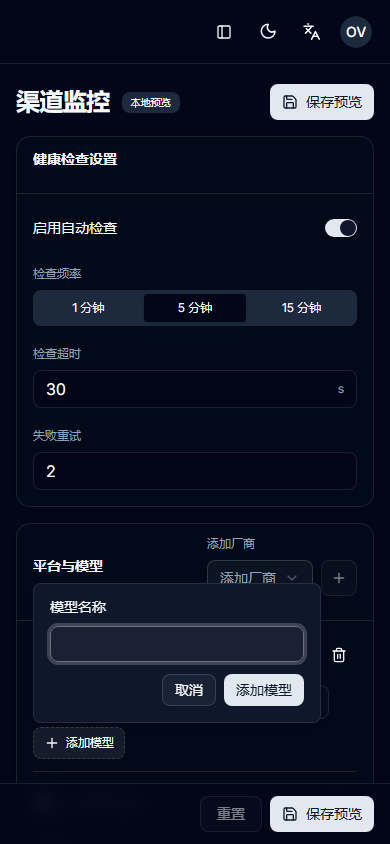 OV
渠道监控
本地预览
保存预览
健康检查设置
启用自动检查
检查频率
1 分钟
5 分钟
15 分钟
检查超时
30
s
失败重试
2
添加厂商
平台与模型
添加厂商
模型名称
取消
添加模型
添加模型
重置
保存预览